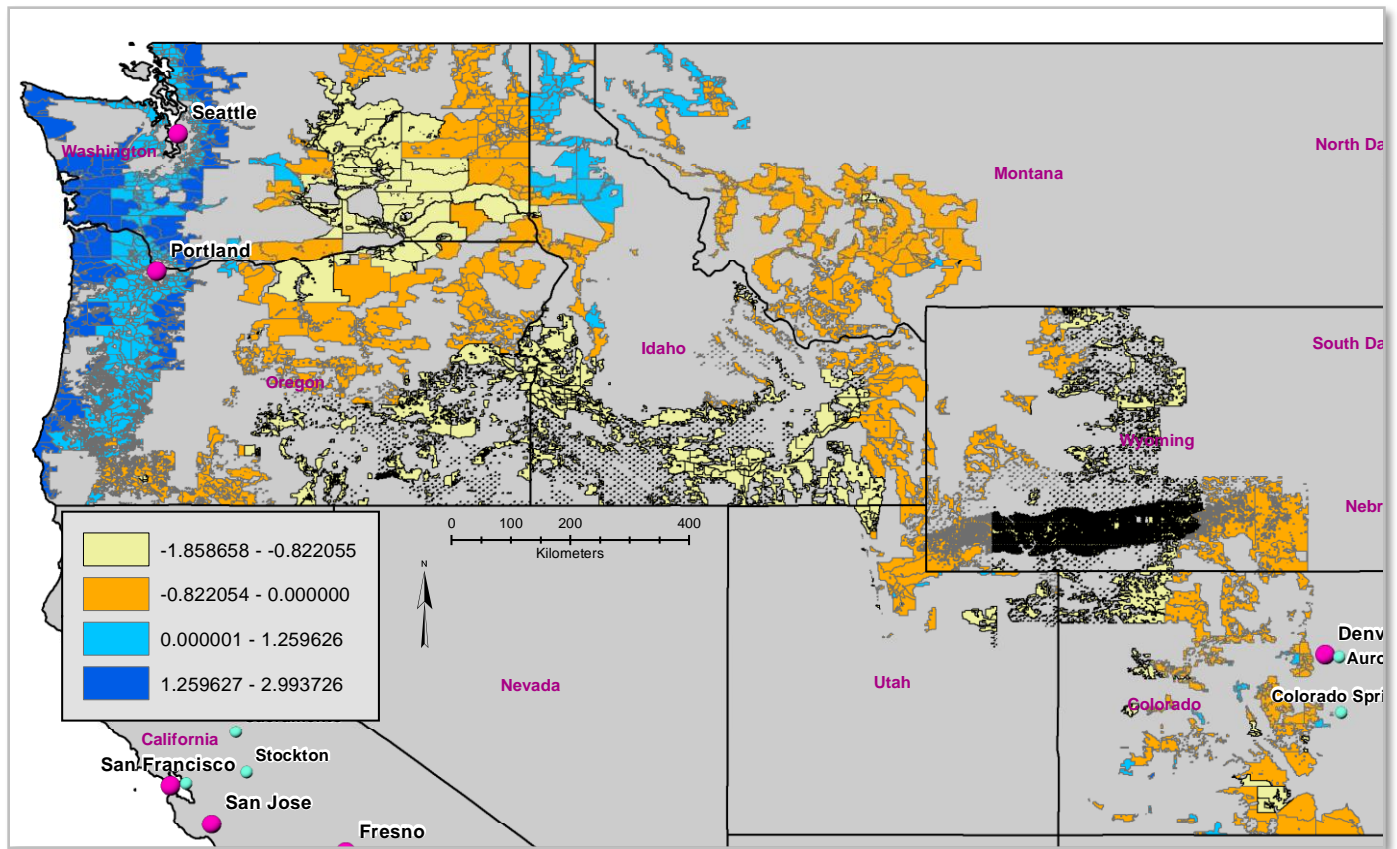 Seattle
Washington
North Da
Montana
Portland
South Da
Idaho
Oregon
Wyoming
Nebr
0 100 200 400
Kilometers
N
-1.858658 - -0.822055
-0.822054 - 0.000000
0.000001 - 1.259626
1.259627 - 2.993726
Denv
Auro
Nevada
Utah
Colorado Spri
Colorado
California
Stockton
San Francisco
San Jose
Fresno